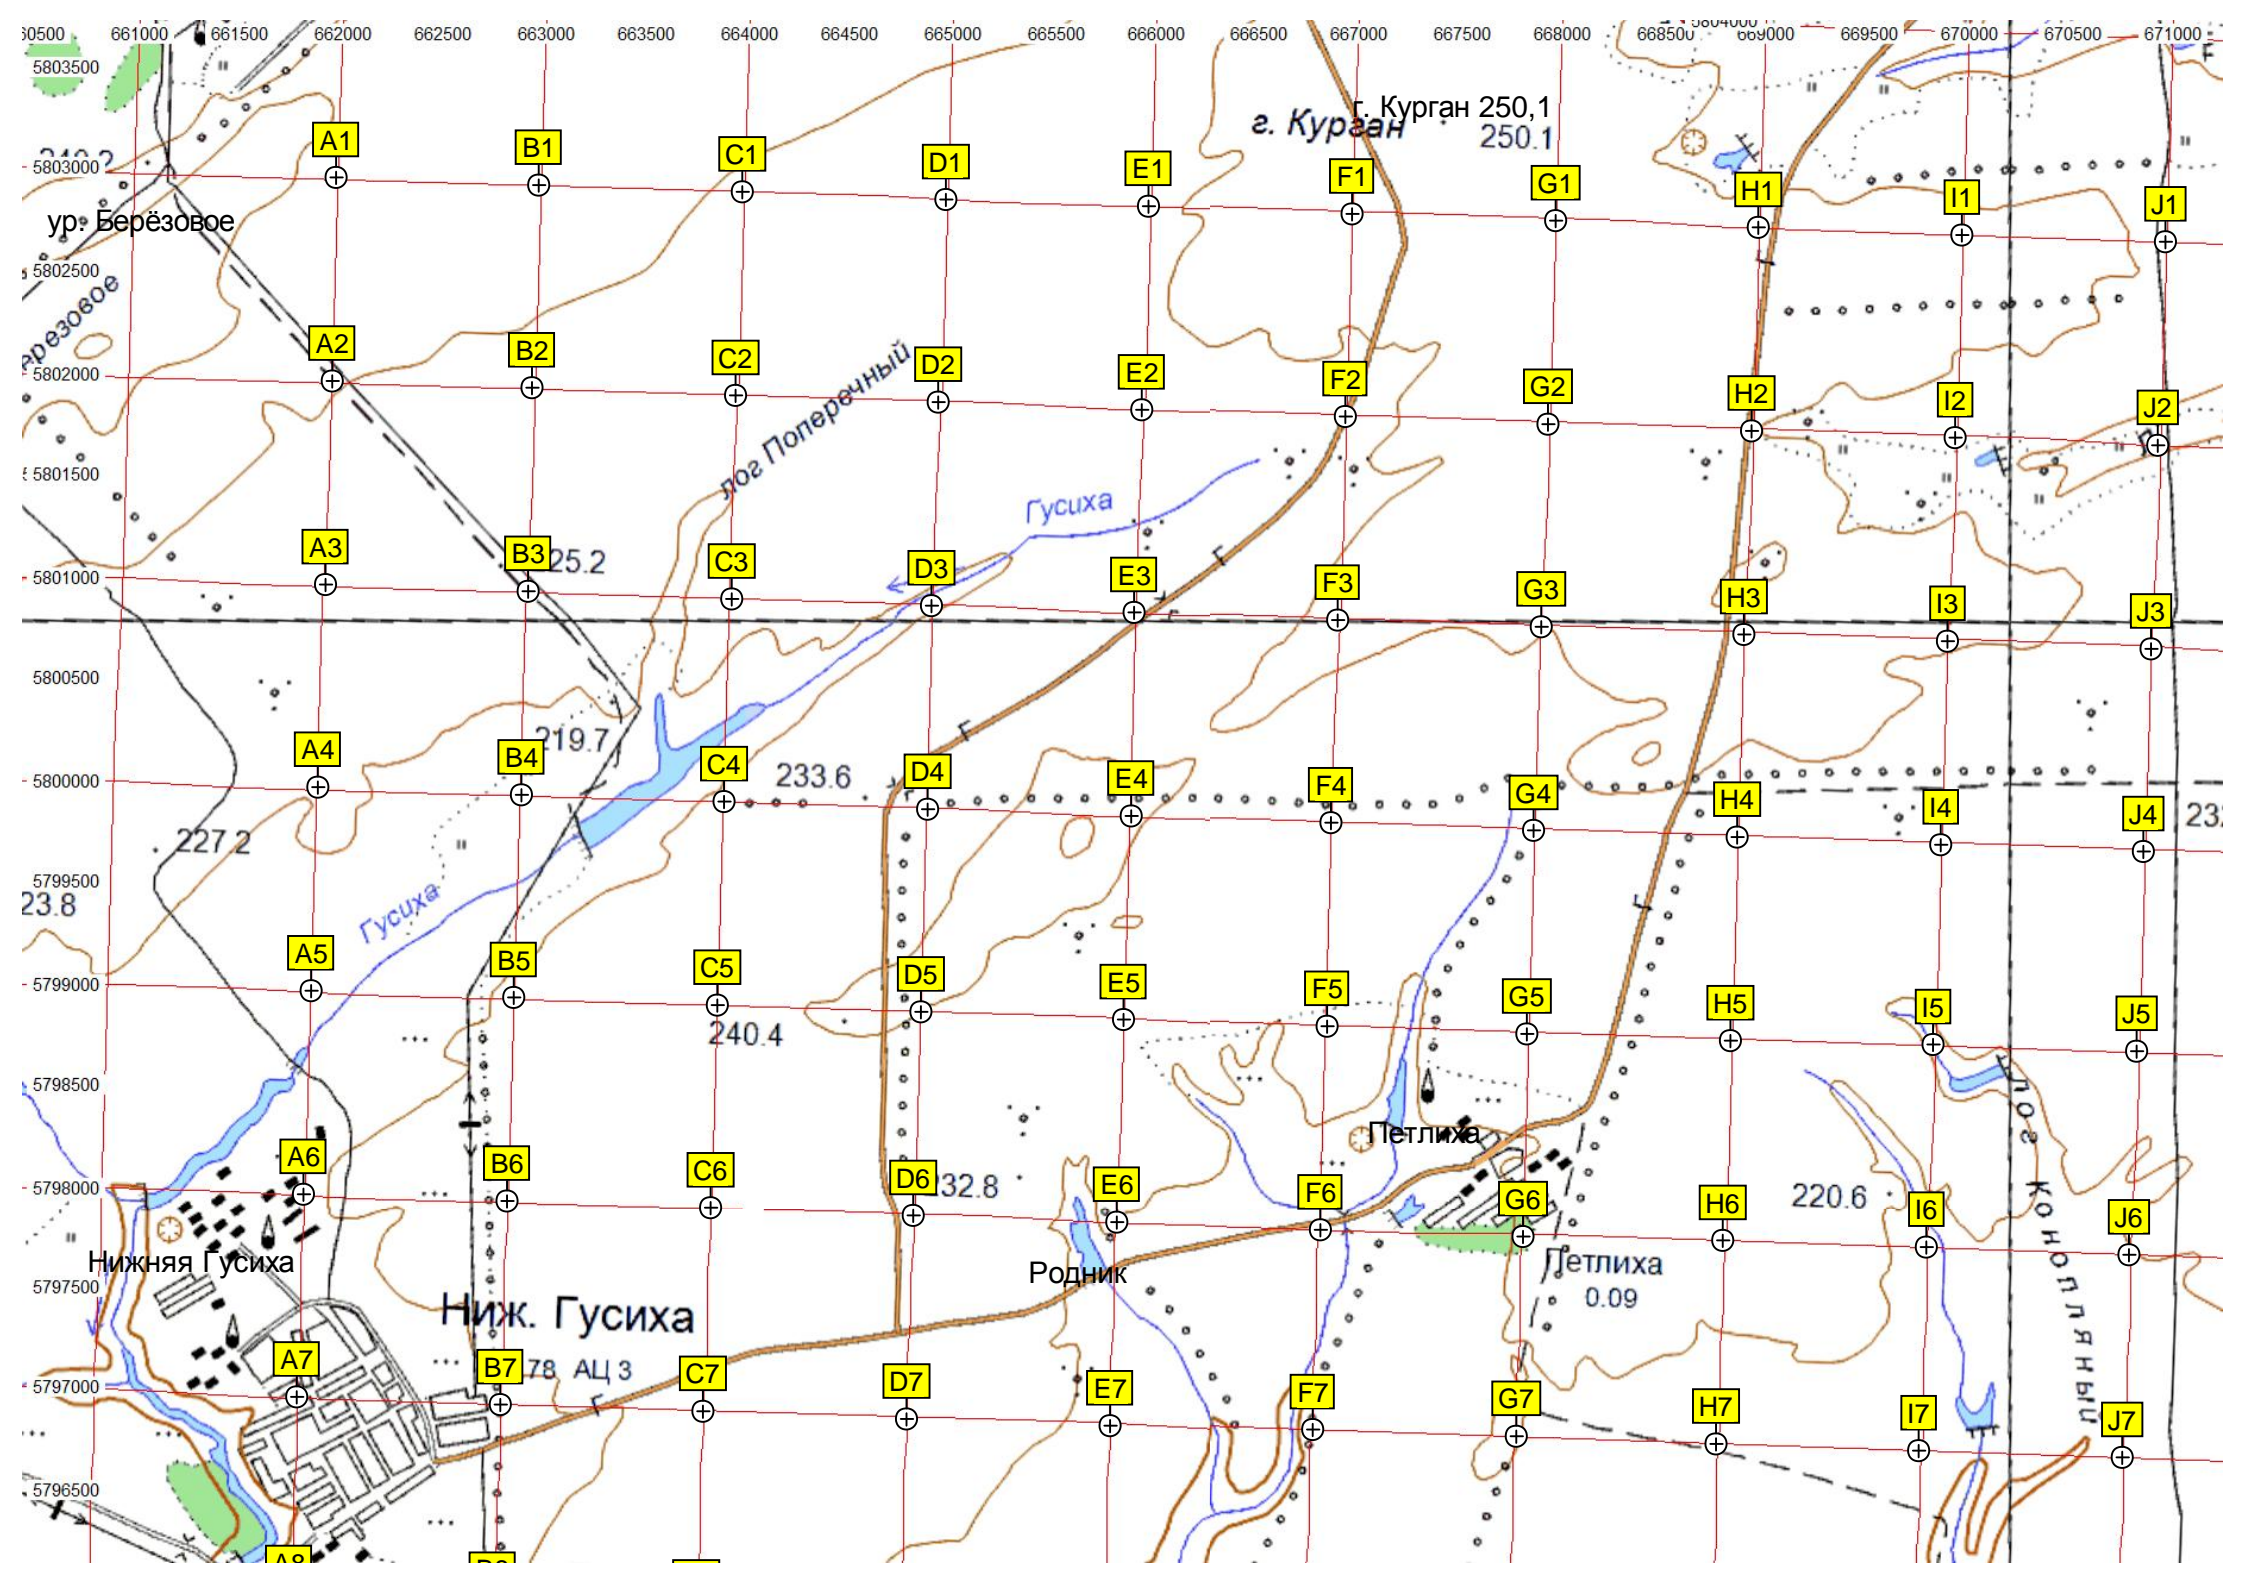 5804000
60500 661000 661500 662000 662500 663000 663500 664000 664500 665000 665500 666000 666500 667000 667500 668000 668500 669000 669500 670000 670500 671000
5803500
г. Курган 250,1
г. Курган
250.1
A1 B1 C1 D1 E1 F1 G1 H1 I1 J1
5803000
ур. Берёзовое
5802500
ерезовое
A2 B2 C2 D2 E2 F2 G2 H2 I2 J2
5802000
лог Поперечный
5801500
Гусиха
A3 B3 C3 D3 E3 F3 G3 H3 I3 J3
25.2
5801000
5800500
219.7
A4 B4 C4 D4 E4 F4 G4 H4 I4 J4
233.6
5800000
227.2
5799500
23.8
Гусиха
A5 B5 C5 D5 E5 F5 G5 H5 I5 J5
5799000
240.4
5798500
лог Конопляный
Петлиха
A6 B6 C6 D6 E6 F6 G6 H6 I6 J6
5798000
32.8
220.6
Нижняя Гусиха
Родник
Петлиха
0.09
5797500
Ниж. Гусиха
A7 B7 C7 D7 E7 F7 G7 H7 I7 J7
78 АЦ 3
5797000
5796500
A8